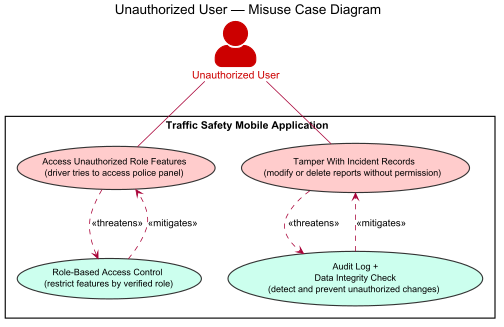 Unauthorized User — Misuse Case Diagram
Unauthorized User
Traffic Safety Mobile Application
Access Unauthorized Role Features
(driver tries to access police panel)
Tamper With Incident Records
(modify or delete reports without permission)
«threatens»
«mitigates»
«threatens»
«mitigates»
Role-Based Access Control
(restrict features by verified role)
Audit Log +
Data Integrity Check
(detect and prevent unauthorized changes)